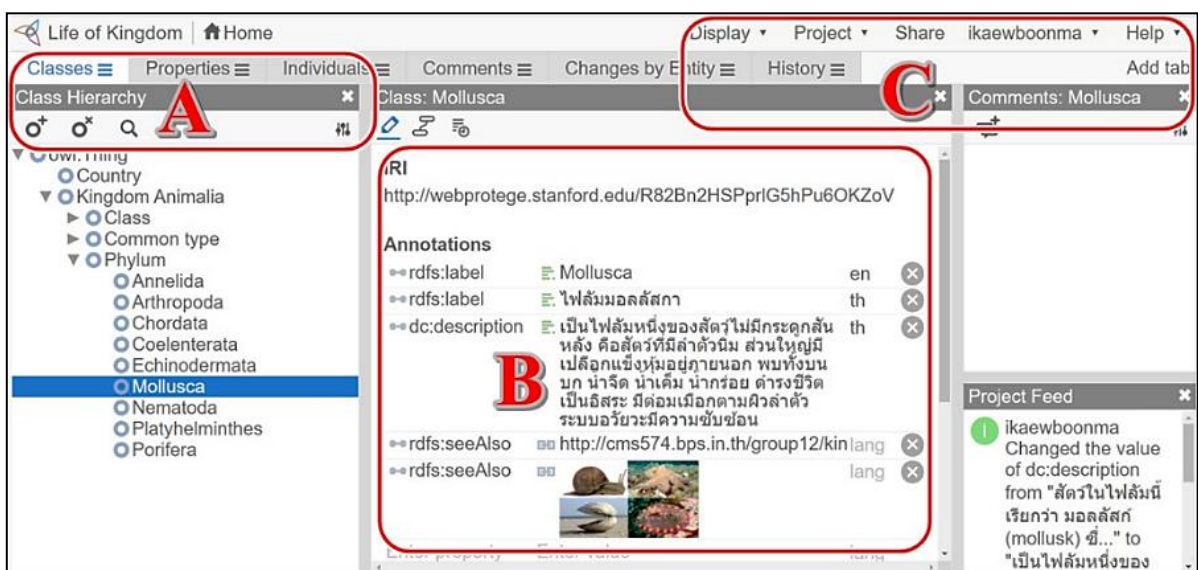 Life of Kingdom Home Display Project Share ikaewboonma Help
Classes Properties Individuals Comments Changes by Entity History Add tab
Class Hierarchy
A
owl:Thing
Country
Kingdom Animalia
Class
Common type
Phylum
Annelida
Arthropoda
Chordata
Coelenterata
Echinodermata
Mollusca
Nematoda
Platyhelminthes
Porifera
Class: Mollusca
IRI
http://webprotege.stanford.edu/R82Bn2HSPprlG5hPu6OKZoV
Annotations
rdfs:label Mollusca en
rdfs:label ไฟลัมมอลลัสกา th
dc:description เป็นไฟลัมหนึ่งของสัตว์ไม่มีกระดูกสัน th
หลัง คือสัตว์ที่มีลำตัวนิ่ม ส่วนใหญ่มี
เปลือกแข็งหุ้มอยู่ภายนอก พบทั้งบน
บก น้ำจืด น้ำเค็ม น้ำกร่อย ดำรงชีวิต
เป็นอิสระ มีต่อมเมือกตามผิวลำตัว
ระบบอวัยวะมีความซับซ้อน
B
rdfs:seeAlso http://cms574.bps.in.th/group12/kin lang
rdfs:seeAlso lang
Enter property Enter value lang
C
Comments: Mollusca
Project Feed
I
ikaewboonma
Changed the value
of dc:description
from "สัตว์ในไฟลัมนี้
เรียกว่า มอลลัสก์
(mollusk) ซึ่..." to
"เป็นไฟลัมหนึ่งของ